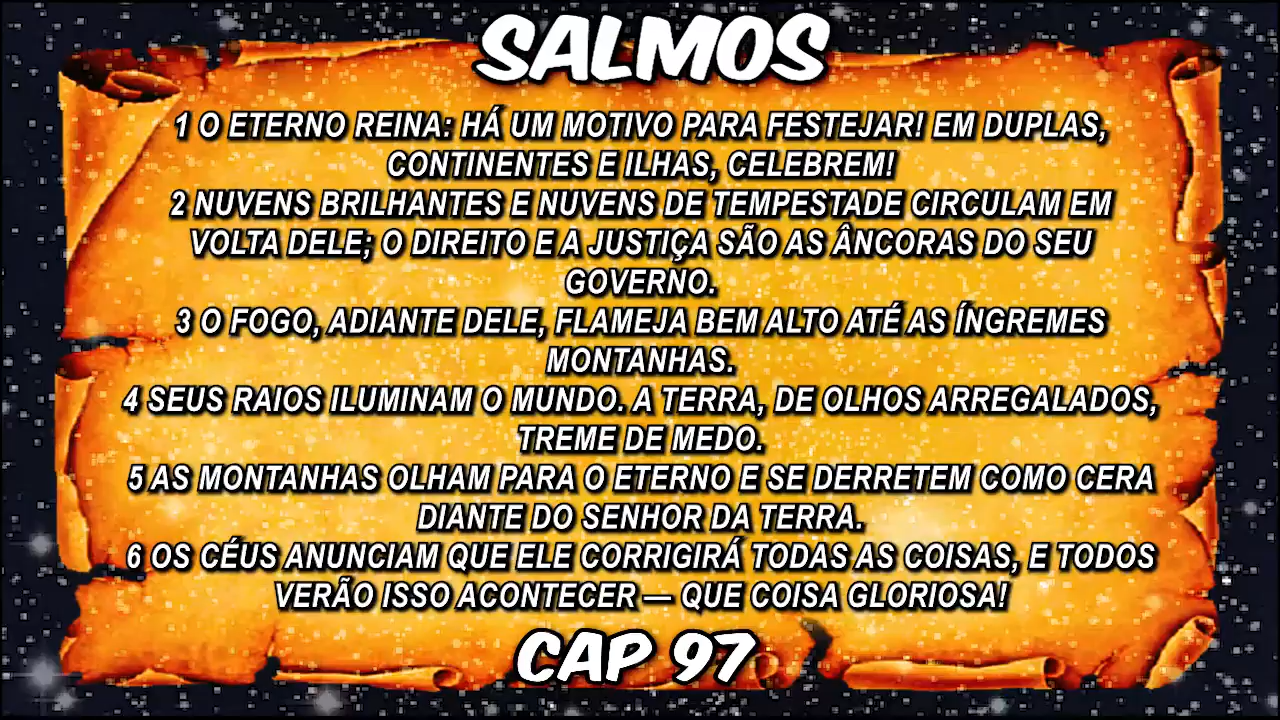 SALMOS
1 O ETERNO REINA: HÁ UM MOTIVO PARA FESTEJAR! EM DUPLAS,
CONTINENTES E ILHAS, CELEBREM!
2 NUVENS BRILHANTES E NUVENS DE TEMPESTADE CIRCULAM EM
VOLTA DELE; O DIREITO E A JUSTIÇA SÃO AS ÂNCORAS DO SEU
GOVERNO.
3 O FOGO, ADIANTE DELE, FLAMEJA BEM ALTO ATÉ AS ÍNGREMES
MONTANHAS.
4 SEUS RAIOS ILUMINAM O MUNDO. A TERRA, DE OLHOS ARREGALADOS,
TREME DE MEDO.
5 AS MONTANHAS OLHAM PARA O ETERNO E SE DERRETEM COMO CERA
DIANTE DO SENHOR DA TERRA.
6 OS CÉUS ANUNCIAM QUE ELE CORRIGIRÁ TODAS AS COISAS, E TODOS
VERÃO ISSO ACONTECER — QUE COISA GLORIOSA!
CAP 97